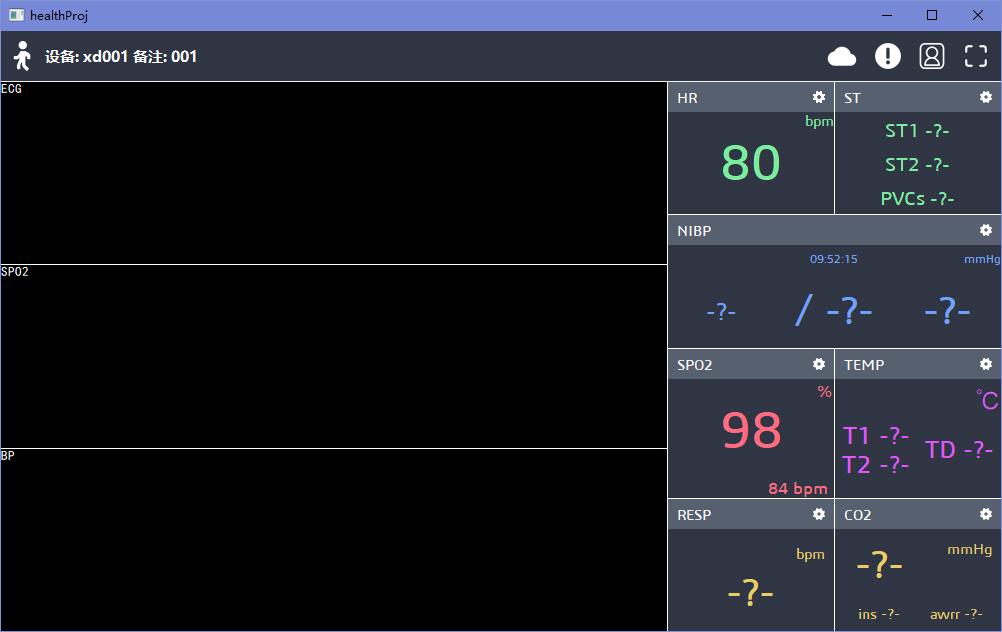 healthProj
设备: xd001 备注: 001
ECG
SPO2
BP
HR
bpm
80
ST
ST1 -?-
ST2 -?-
PVCs -?-
NIBP
09:52:15 mmHg
-?- / -?- -?-
SPO2
%
98
84 bpm
TEMP
℃
T1 -?-
T2 -?-
TD -?-
RESP
bpm
-?-
CO2
mmHg
-?-
ins -?- awrr -?-